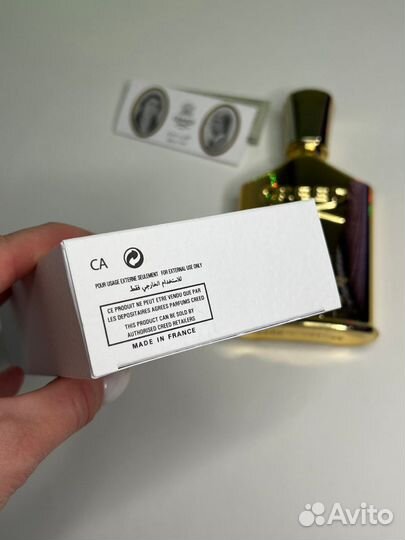 CA
POUR USAGE EXTERNE SEULEMENT FOR EXTERNAL USE ONLY
للاستخدام الخارجي فقط
CE PRODUIT NE PEUT ETRE VENDU QUE PAR
LES DEPOSITAIRES AGREES PARFUMS CREED
THIS PRODUCT CAN BE SOLD BY
AUTHORISED CREED RETAILERS
MADE IN FRANCE
Avito